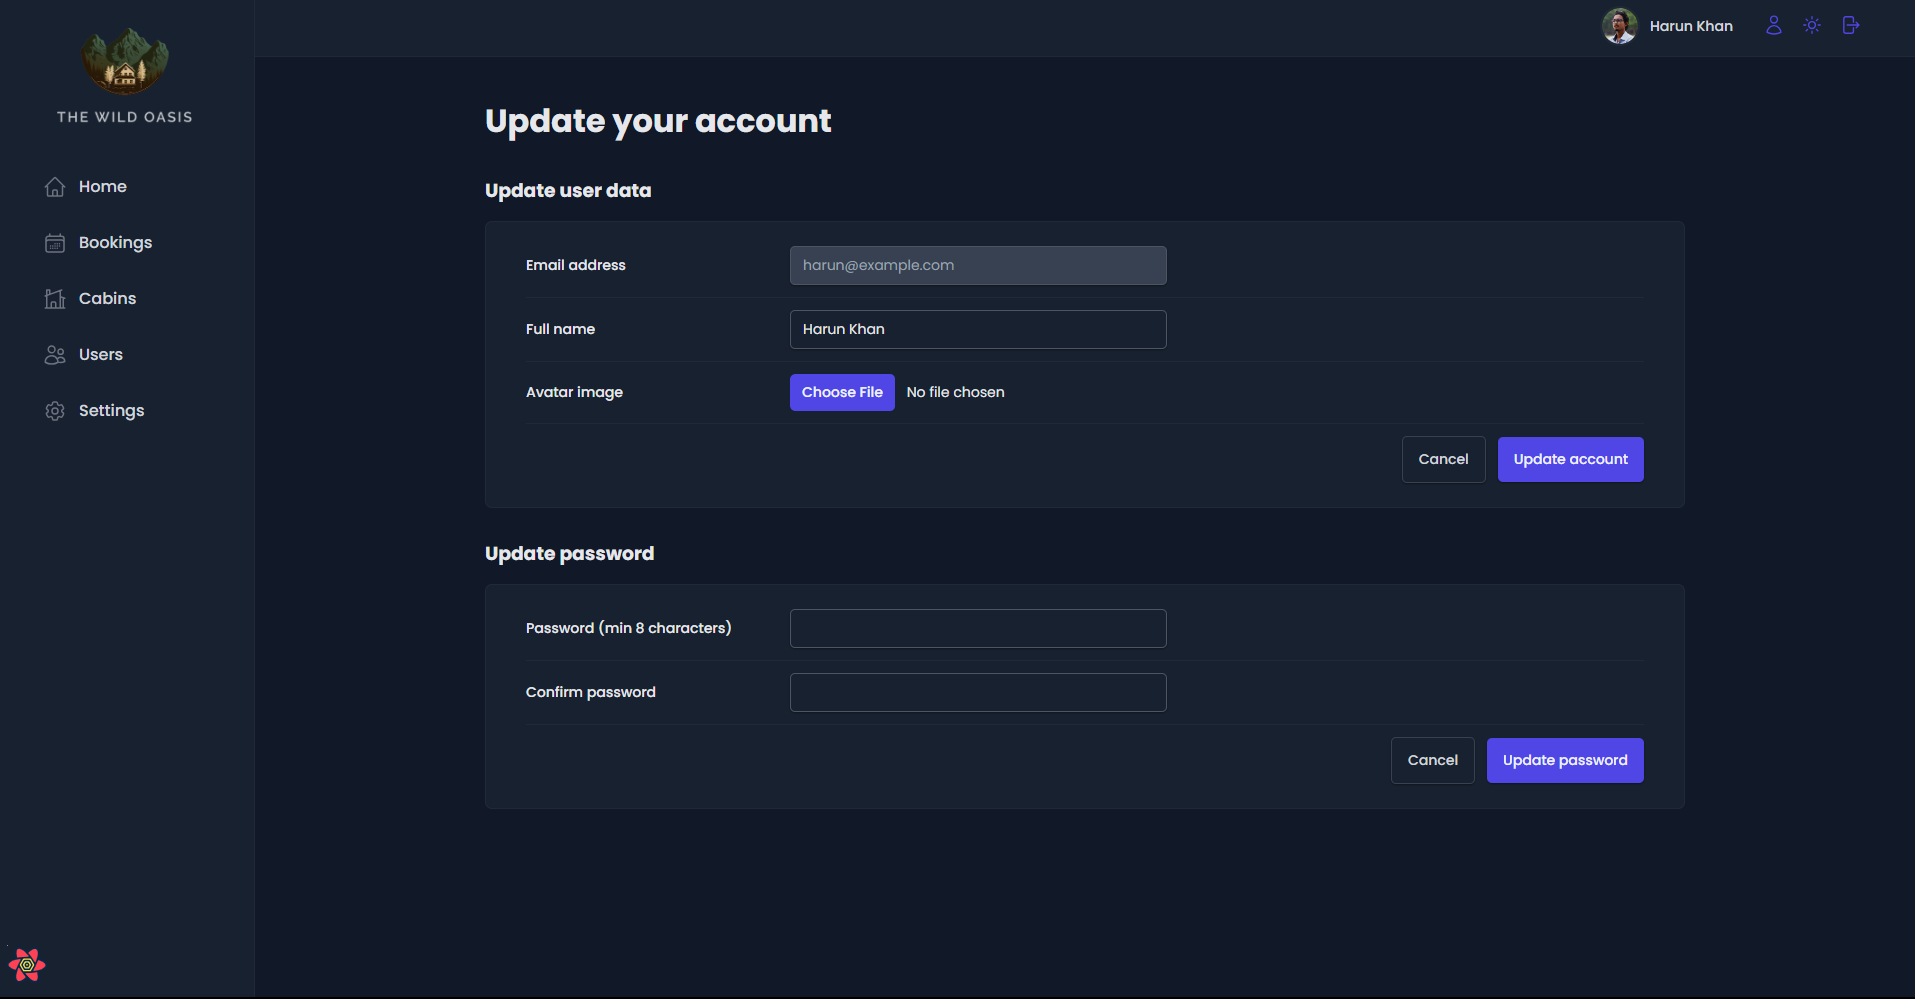 THE WILD OASIS
Home
Bookings
Cabins
Users
Settings
Harun Khan
Update your account
Update user data
Email address
harun@example.com
Full name
Harun Khan
Avatar image
Choose File No file chosen
Cancel
Update account
Update password
Password (min 8 characters)
Confirm password
Cancel
Update password